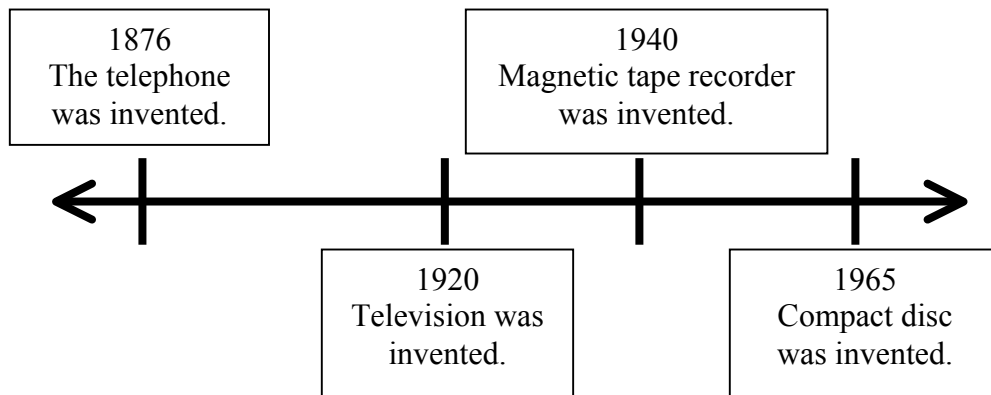 1876
The telephone
was invented.
1940
Magnetic tape recorder
was invented.
1920
Television was
invented.
1965
Compact disc
was invented.